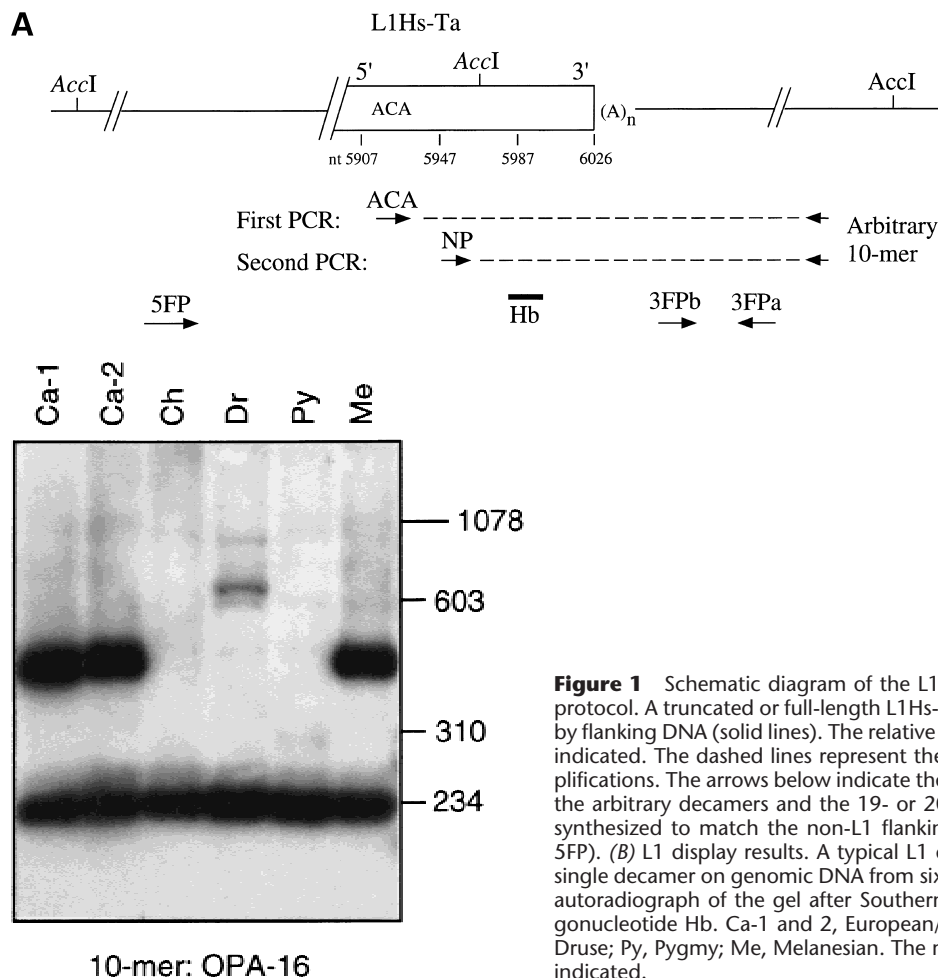 A
L1Hs-Ta
AccI
5'
AccI
3'
AccI
ACA
(A)n
nt 5907
5947
5987
6026
First PCR:
ACA
Arbitrary
10-mer
Second PCR:
NP
5FP
Hb
3FPb
3FPa
Ca-1
Ca-2
Ch
Dr
Py
Me
1078
603
310
234
10-mer: OPA-16
Figure 1 Schematic diagram of the L1
protocol. A truncated or full-length L1Hs-
by flanking DNA (solid lines). The relative
indicated. The dashed lines represent the
plifications. The arrows below indicate the
the arbitrary decamers and the 19- or 20
synthesized to match the non-L1 flankin
5FP). (B) L1 display results. A typical L1
single decamer on genomic DNA from six
autoradiograph of the gel after Southern
gonucleotide Hb. Ca-1 and 2, European/
Druse; Py, Pygmy; Me, Melanesian. The
indicated.